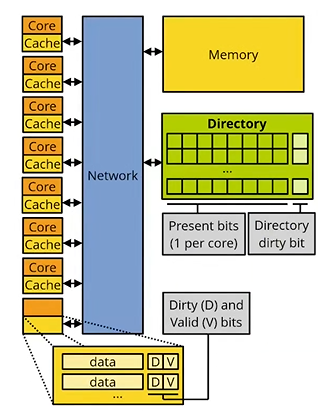 Core
Cache
Core
Cache
Core
Cache
Core
Cache
Core
Cache
Core
Cache
Core
Cache
Network
Memory
Directory
...
Present bits
(1 per core)
Directory
dirty bit
Dirty (D) and
Valid (V) bits
data D V
data D V
...